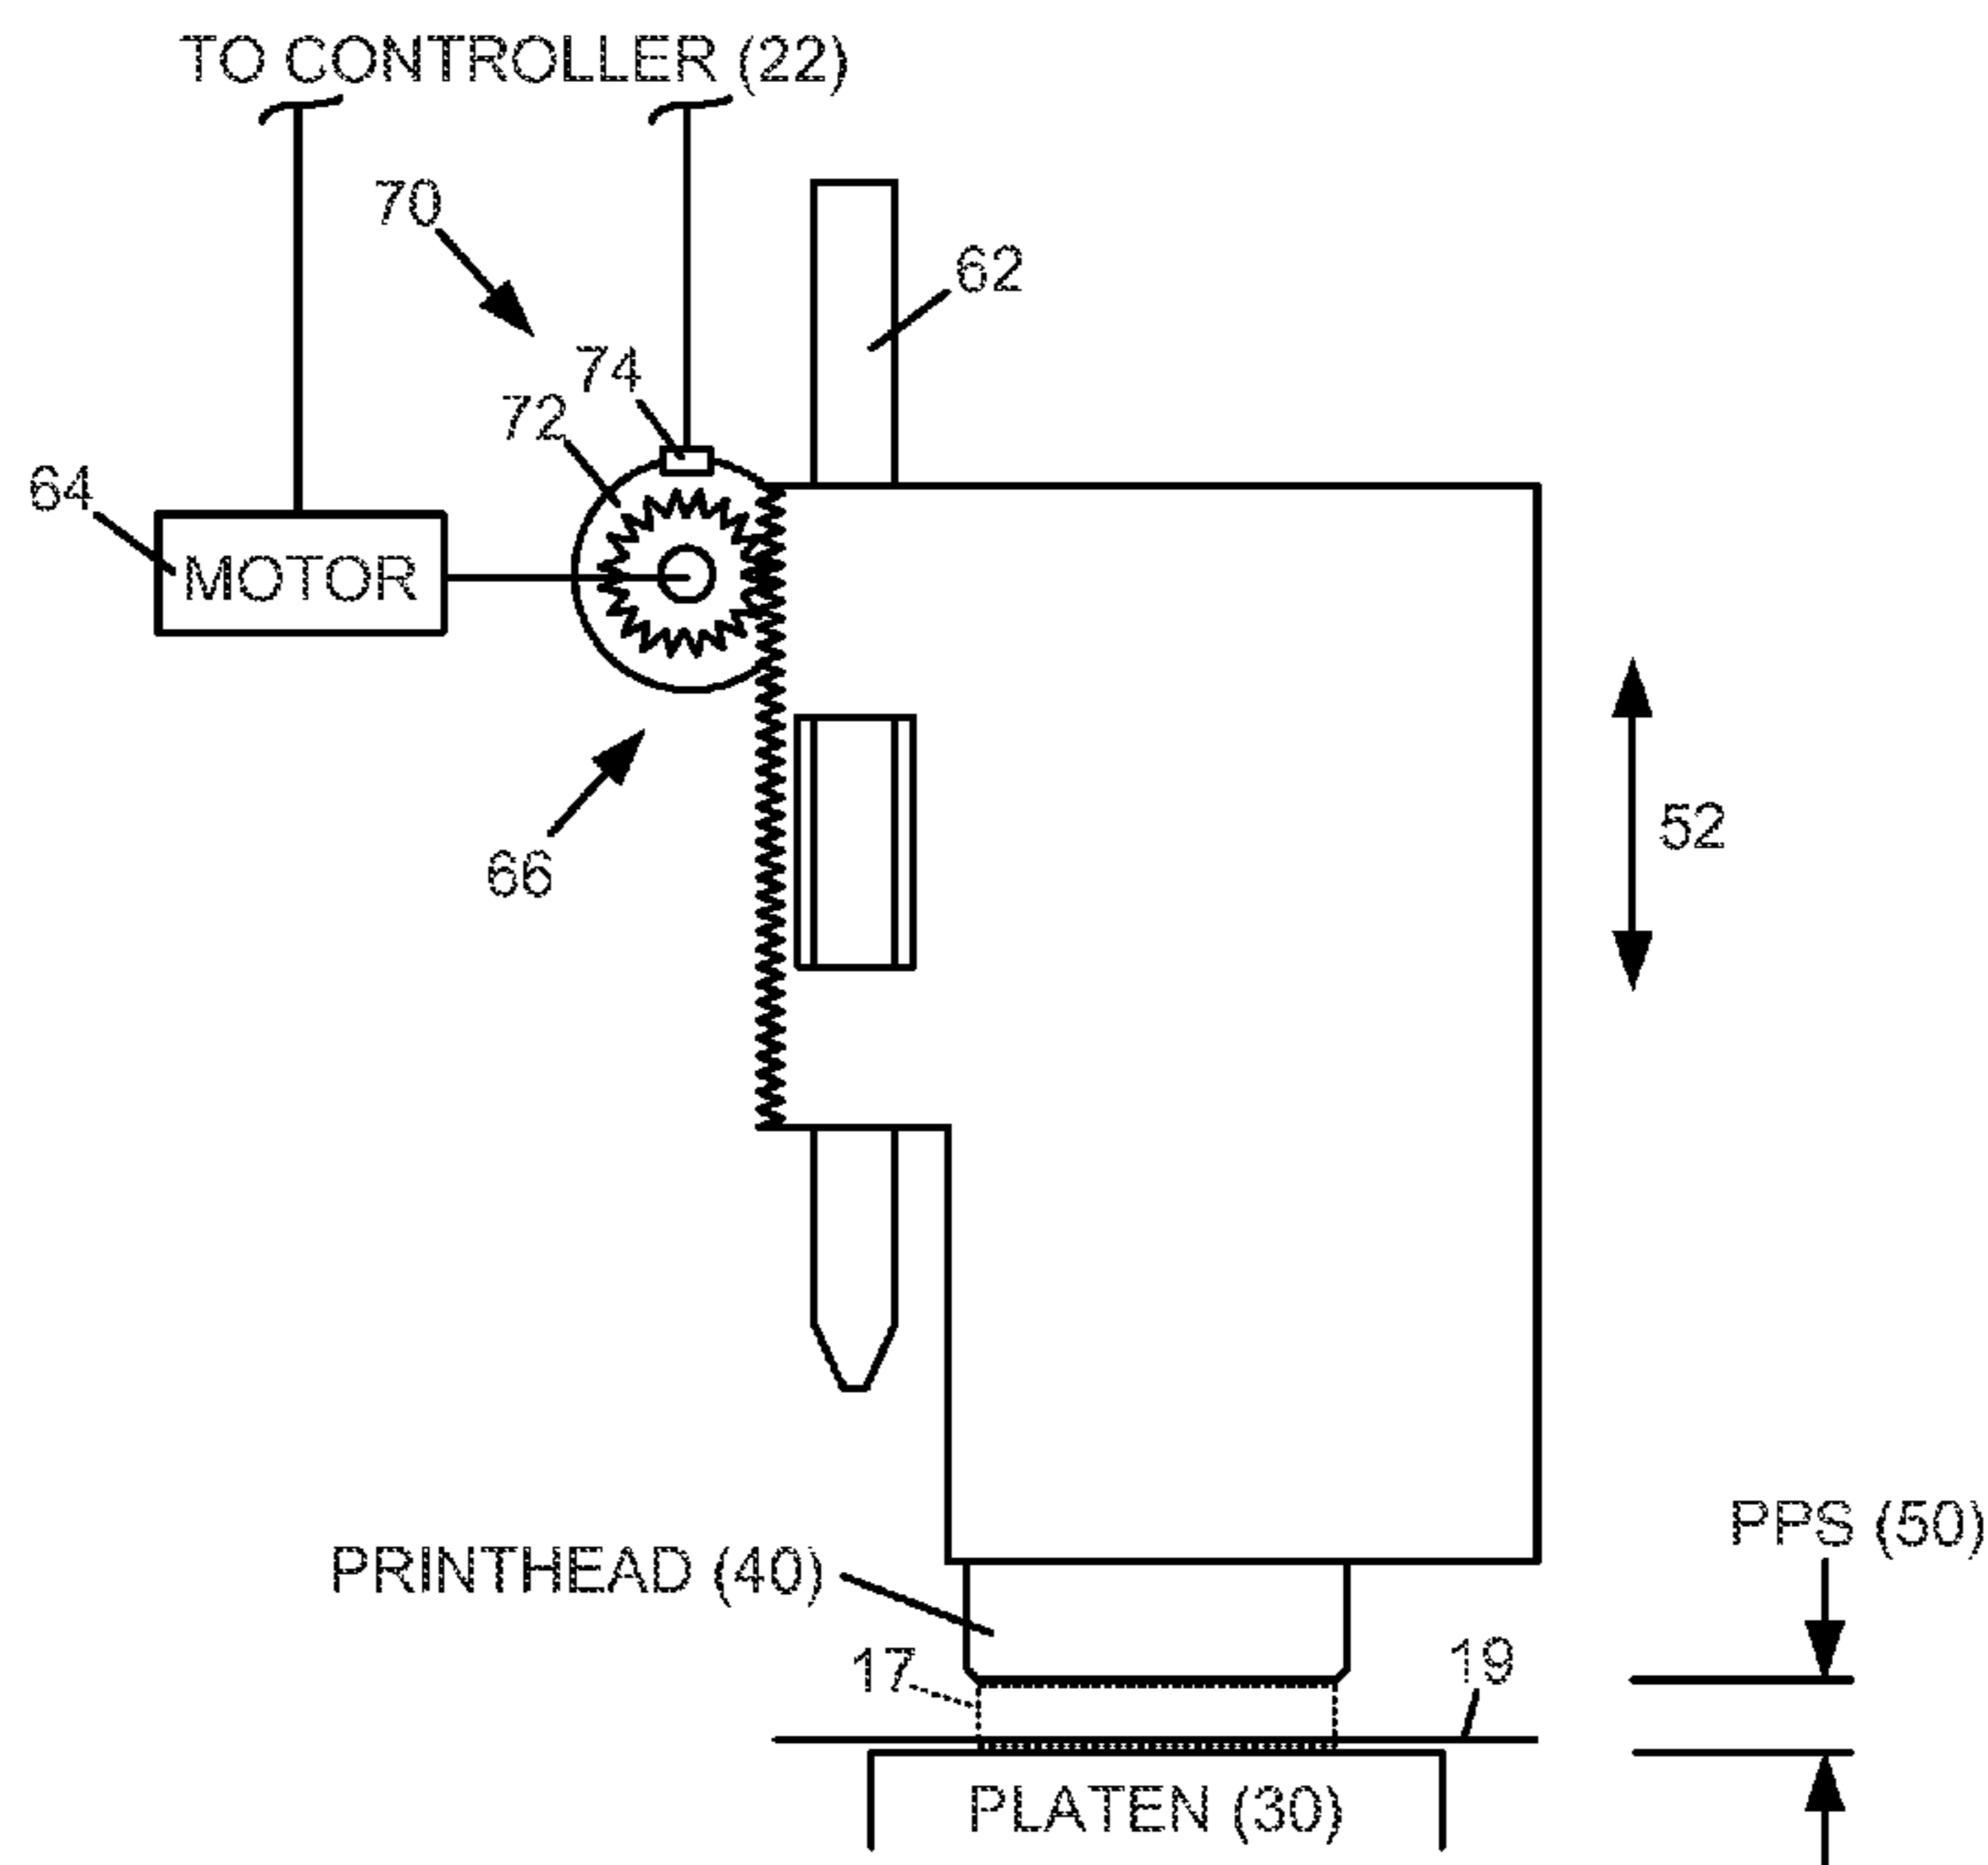 TO CONTROLLER (22)
70
62
74
72
64
MOTOR
52
66
PPS (50)
PRINTHEAD (40)
17
19
PLATEN (30)